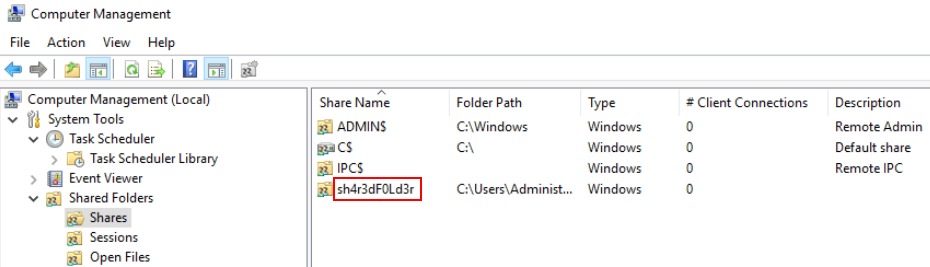 Computer Management
File Action View Help
Computer Management (Local)
System Tools
Task Scheduler
Task Scheduler Library
Event Viewer
Shared Folders
Shares
Sessions
Open Files
Share Name Folder Path Type # Client Connections Description
ADMIN$ C:\Windows Windows 0 Remote Admin
C$ C:\ Windows 0 Default share
IPC$ Windows 0 Remote IPC
sh4r3dF0Ld3r C:\Users\Administ... Windows 0